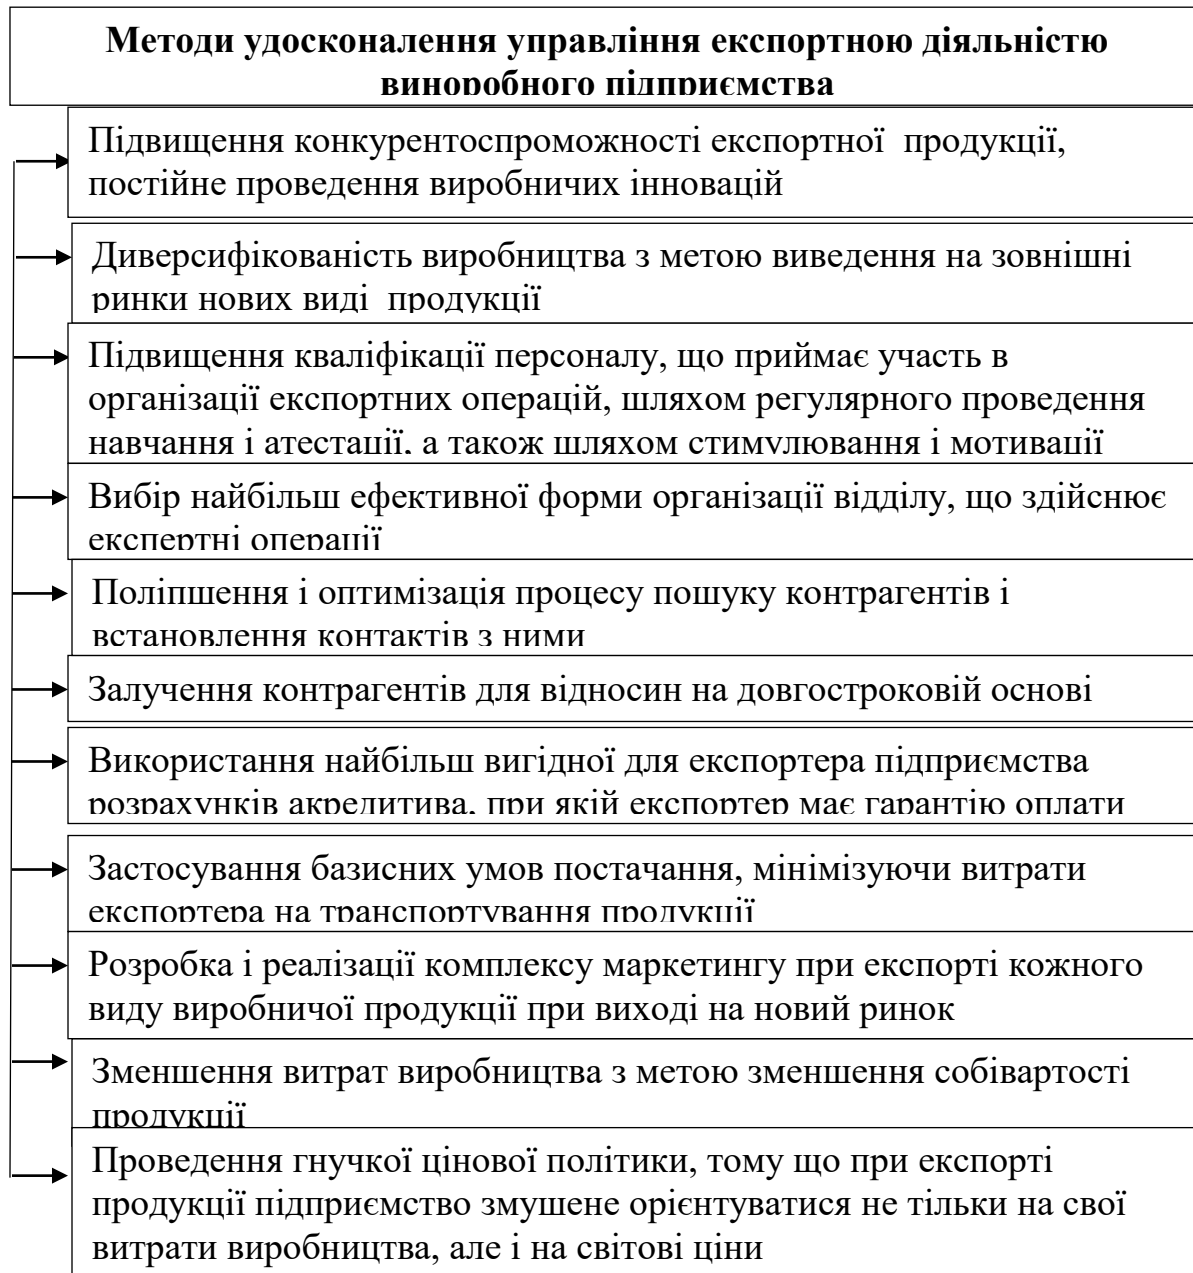 Методи удосконалення управління експортною діяльністю
виноробного підприємства
Підвищення конкурентоспроможності експортної продукції,
постійне проведення виробничих інновацій
Диверсифікованість виробництва з метою виведення на зовнішні
ринки нових виді продукції
Підвищення кваліфікації персоналу, що приймає участь в
організації експортних операцій, шляхом регулярного проведення
навчання і атестації, а також шляхом стимулювання і мотивації
Вибір найбільш ефективної форми організації відділу, що здійснює
експертні операції
Поліпшення і оптимізація процесу пошуку контрагентів і
встановлення контактів з ними
Залучення контрагентів для відносин на довгостроковій основі
Використання найбільш вигідної для експортера підприємства
розрахунків акредитива, при якій експортер має гарантію оплати
Застосування базисних умов постачання, мінімізуючи витрати
експортера на транспортування продукції
Розробка і реалізації комплексу маркетингу при експорті кожного
виду виробничої продукції при виході на новий ринок
Зменшення витрат виробництва з метою зменшення собівартості
продукції
Проведення гнучкої цінової політики, тому що при експорті
продукції підприємство змушене орієнтуватися не тільки на свої
витрати виробництва, але і на світові ціни